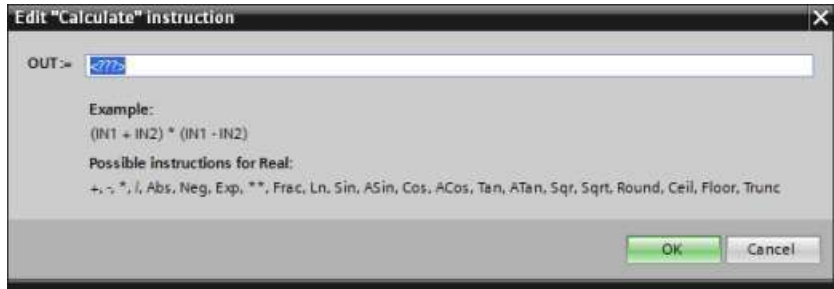 Edit "Calculate" instruction
OUT := <???>
Example:
(IN1 + IN2) * (IN1 - IN2)
Possible instructions for Real:
+, -, *, /, Abs, Neg, Exp, **, Frac, Ln, Sin, ASin, Cos, ACos, Tan, ATan, Sqr, Sqrt, Round, Ceil, Floor, Trunc
OK Cancel